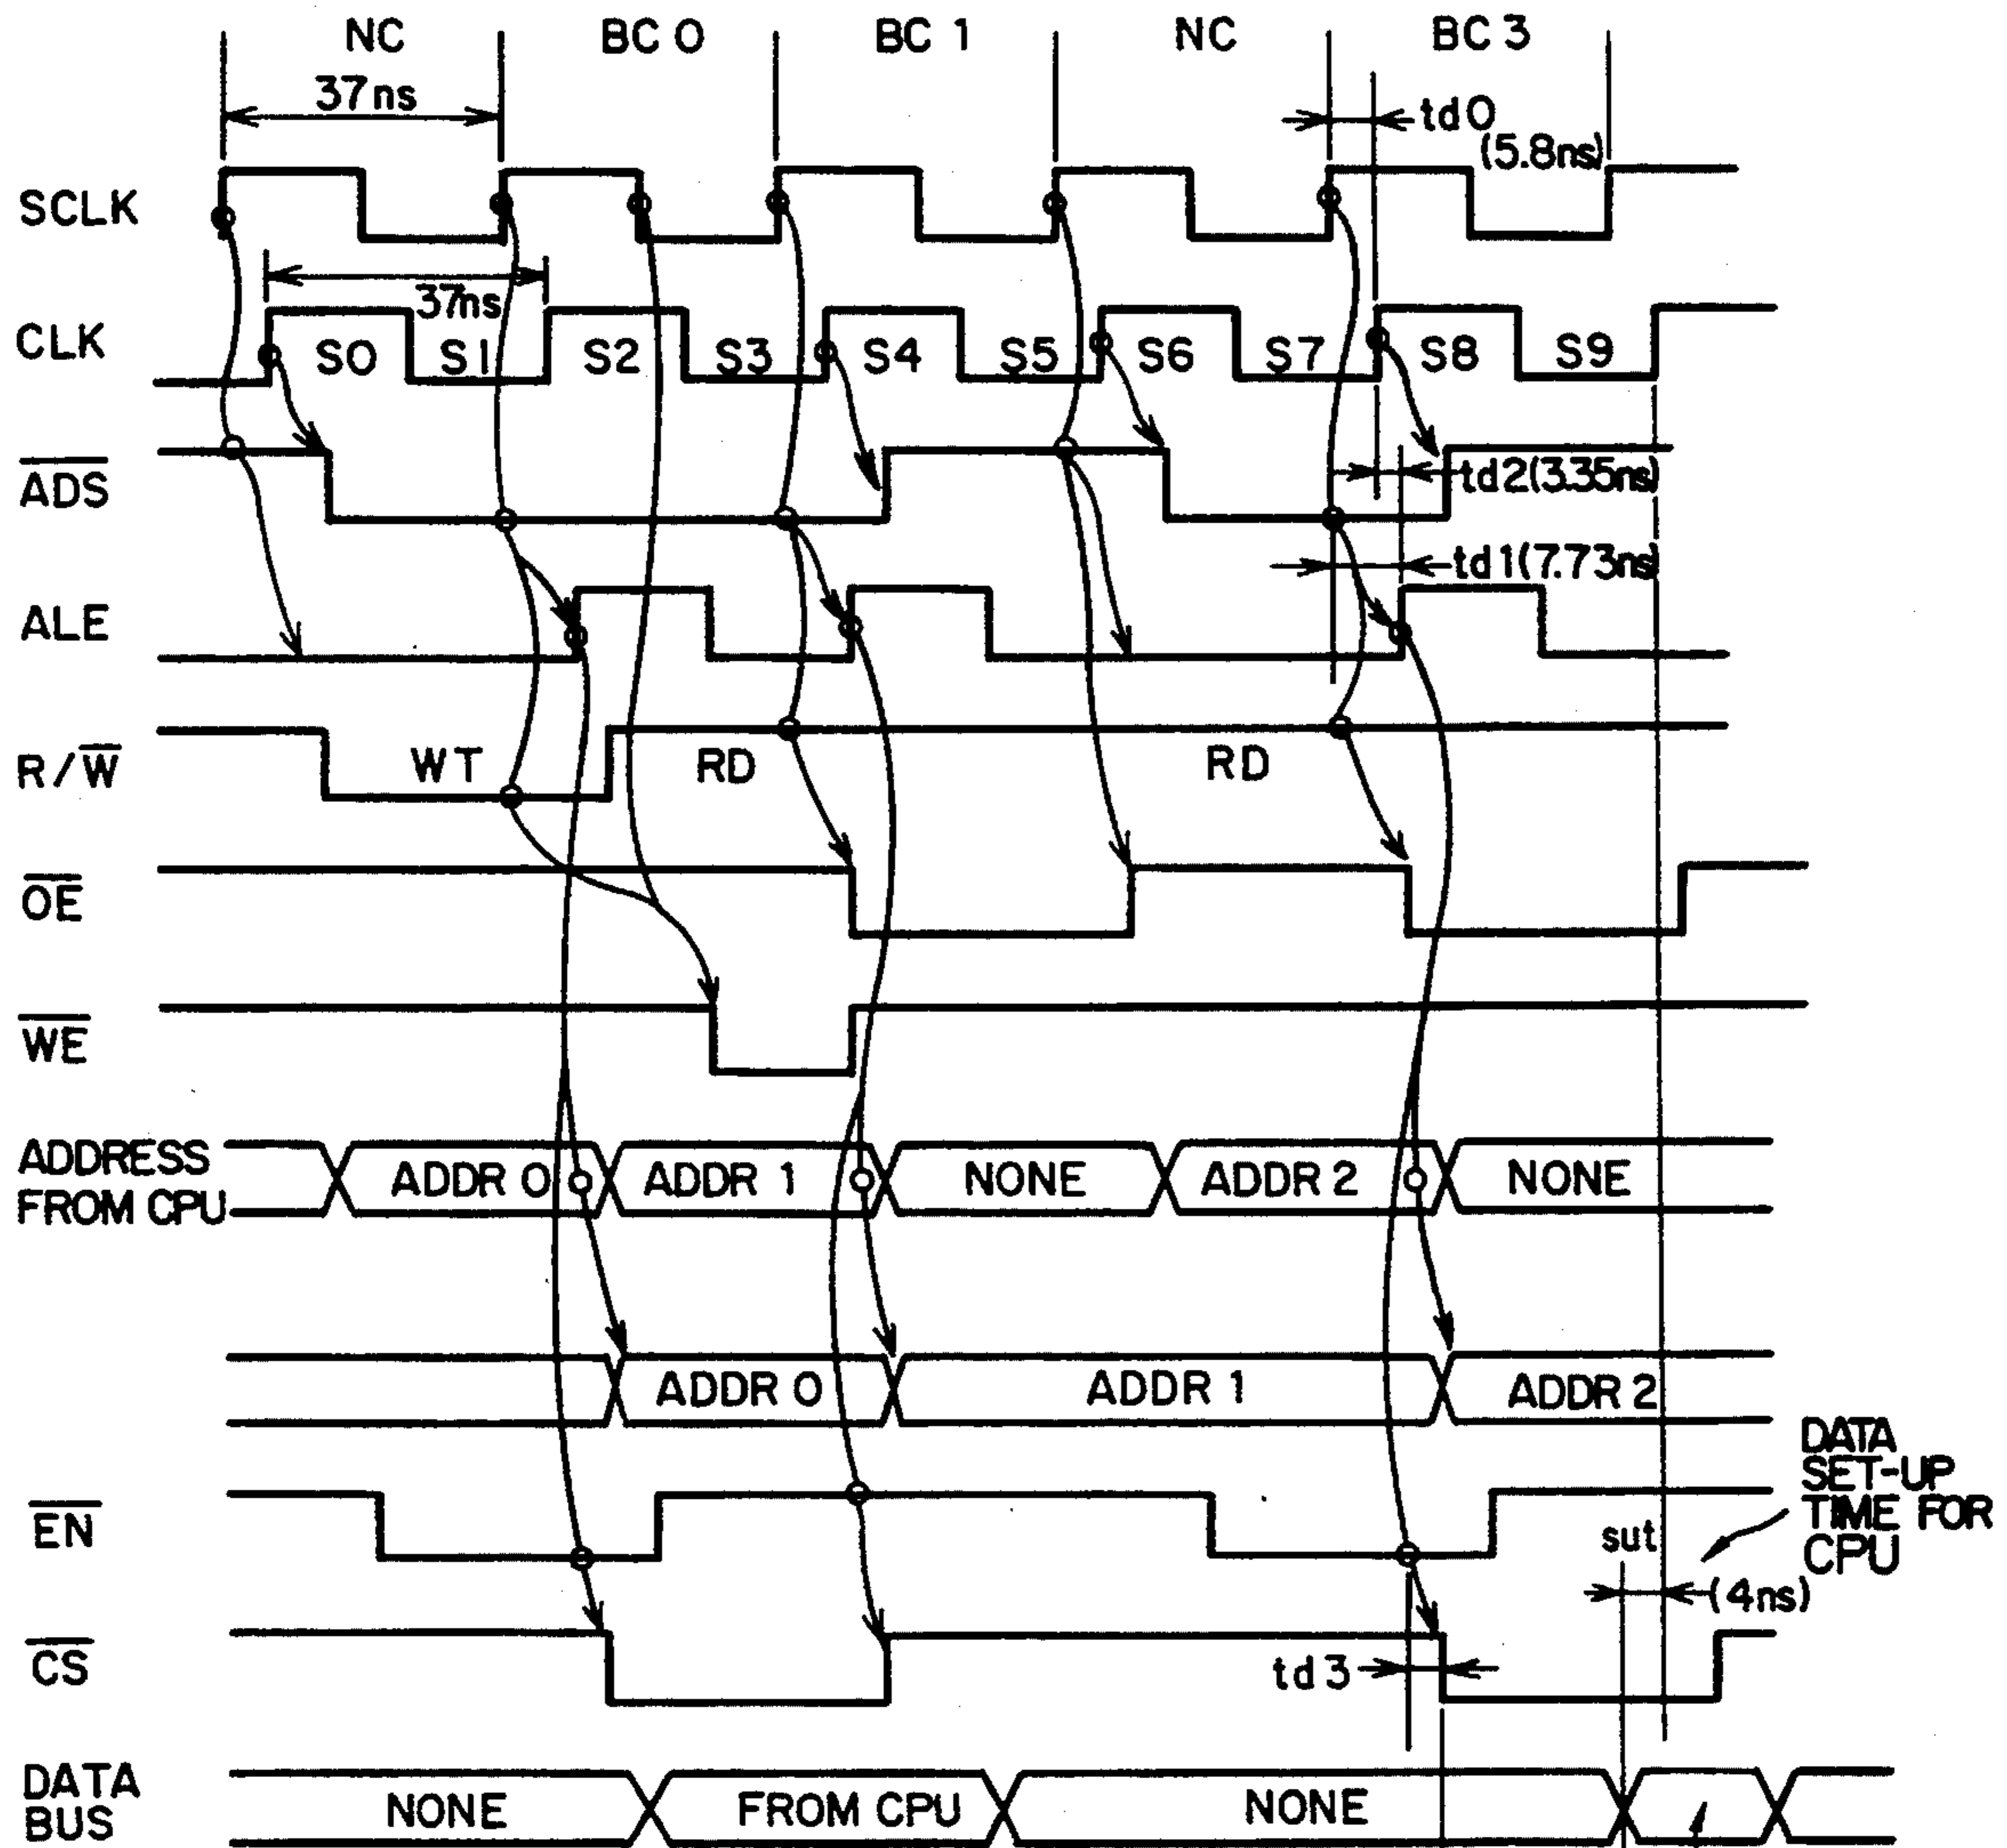 NC BC 0 BC 1 NC BC 3
37ns
td0
(5.8ns)
SCLK
37ns
CLK S0 S1 S2 S3 S4 S5 S6 S7 S8 S9
ADS
td2(3.35ns)
td1(7.73ns)
ALE
R/W WT RD RD
OE
WE
ADDRESS
FROM CPU
ADDR 0 ADDR 1 NONE ADDR 2 NONE
ADDR 0 ADDR 1 ADDR 2
DATA
SET-UP
TIME FOR
CPU
EN
sut
(4ns)
CS
td3
DATA
BUS
NONE FROM CPU NONE